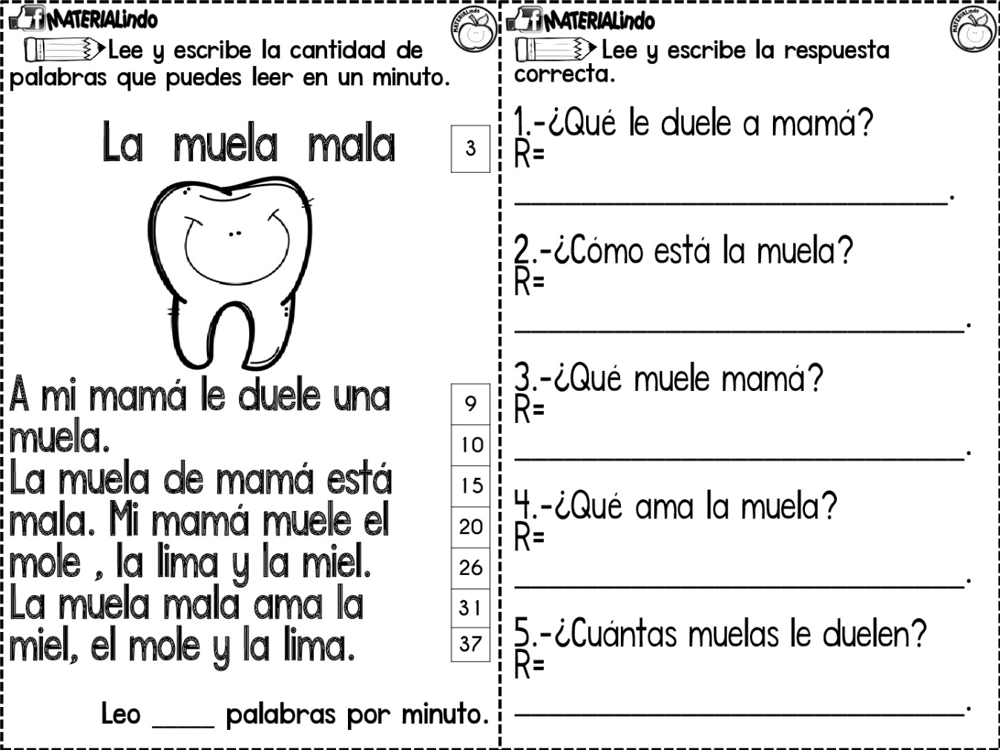 MATERIALindo
Lee y escribe la cantidad de
palabras que puedes leer en un minuto.
La muela mala
3
A mi mamá le duele una
9
muela.
10
La muela de mamá está
15
mala. Mi mamá muele el
20
mole , la lima y la miel.
26
La muela mala ama la
31
miel, el mole y la lima.
37
Leo _____ palabras por minuto.
MATERIALindo
MATERIALindo
Lee y escribe la respuesta
correcta.
1.-¿Qué le duele a mamá?
R=
______________________________.
2.-¿Cómo está la muela?
R=
______________________________.
3.-¿Qué muele mamá?
R=
______________________________.
4.-¿Qué ama la muela?
R=
______________________________.
5.-¿Cuántas muelas le duelen?
R=
______________________________.
MATERIALindo